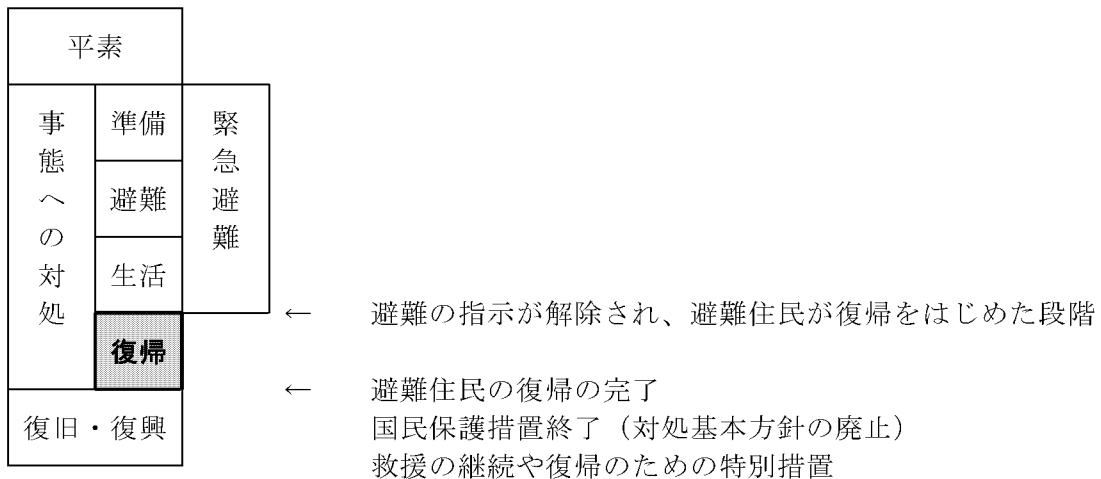 平素
事態への対処
準備
避難
生活
復帰
緊急避難
復旧・復興
← 避難の指示が解除され、避難住民が復帰をはじめた段階
← 避難住民の復帰の完了
国民保護措置終了（対処基本方針の廃止）
救援の継続や復帰のための特別措置